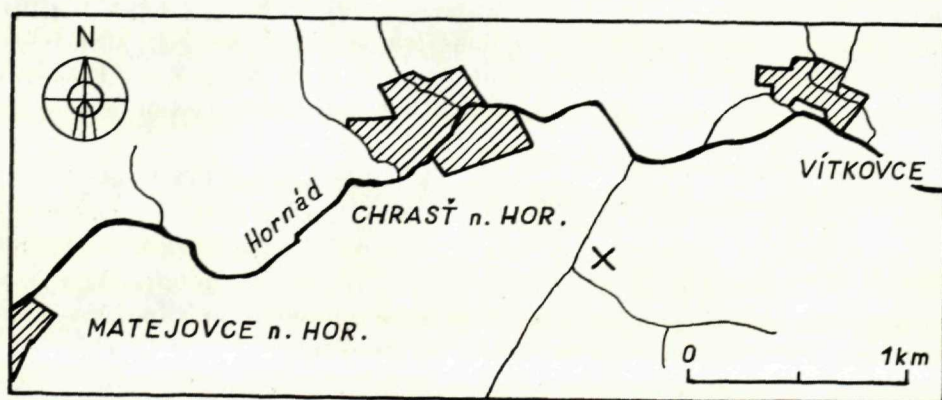 N
VÍTKOVCE
Hornád
CHRASŤ n. HOR.
MATEJOVCE n. HOR.
0 1km